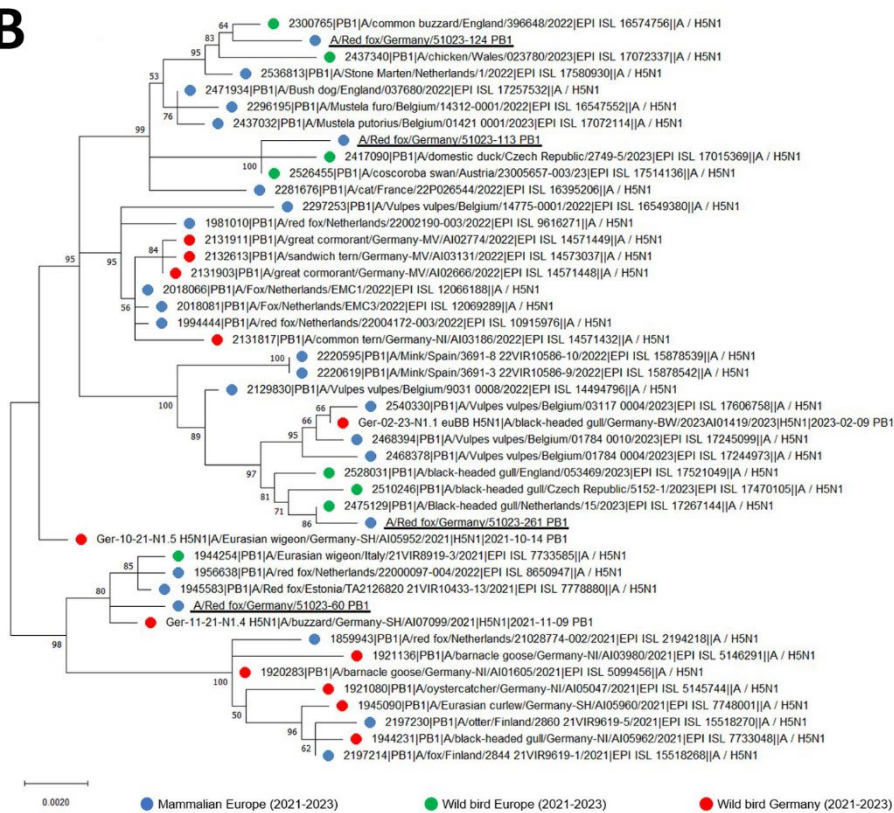 B
64
2300765|PB1|A/common buzzard/England/396648/2022|EPI ISL 16574756||A / H5N1
83
A/Red fox/Germany/51023-124 PB1
95
2437340|PB1|A/chicken/Wales/023780/2023|EPI ISL 17072337||A / H5N1
53
2536813|PB1|A/Stone Marten/Netherlands/1/2022|EPI ISL 17580930||A / H5N1
2471934|PB1|A/Bush dog/England/037680/2022|EPI ISL 17257532||A / H5N1
2296195|PB1|A/Mustela furo/Belgium/14312-0001/2022|EPI ISL 16547552||A / H5N1
76
2437032|PB1|A/Mustela putorius/Belgium/01421 0001/2023|EPI ISL 17072114||A / H5N1
99
A/Red fox/Germany/51023-113 PB1
2417090|PB1|A/domestic duck/Czech Republic/2749-5/2023|EPI ISL 17015369||A / H5N1
100
2526455|PB1|A/coscoroba swan/Austria/23005657-003/23|EPI ISL 17514136||A / H5N1
2281676|PB1|A/cat/France/22P026544/2022|EPI ISL 16395206||A / H5N1
2297253|PB1|A/Vulpes vulpes/Belgium/14775-0001/2022|EPI ISL 16549380||A / H5N1
1981010|PB1|A/red fox/Netherlands/22002190-003/2022|EPI ISL 9616271||A / H5N1
2131911|PB1|A/great cormorant/Germany-MV/AI02774/2022|EPI ISL 14571449||A / H5N1
84
2132613|PB1|A/sandwich tern/Germany-MV/AI03131/2022|EPI ISL 14573037||A / H5N1
95
95
2131903|PB1|A/great cormorant/Germany-MV/AI02666/2022|EPI ISL 14571448||A / H5N1
2018066|PB1|A/Fox/Netherlands/EMC1/2022|EPI ISL 12066188||A / H5N1
56
2018081|PB1|A/Fox/Netherlands/EMC3/2022|EPI ISL 12069289||A / H5N1
1994444|PB1|A/red fox/Netherlands/22004172-003/2022|EPI ISL 10915976||A / H5N1
2131817|PB1|A/common tern/Germany-NI/AI03186/2022|EPI ISL 14571432||A / H5N1
100
2220595|PB1|A/Mink/Spain/3691-8 22VIR10586-10/2022|EPI ISL 15878539||A / H5N1
2220619|PB1|A/Mink/Spain/3691-3 22VIR10586-9/2022|EPI ISL 15878542||A / H5N1
2129830|PB1|A/Vulpes vulpes/Belgium/9031 0008/2022|EPI ISL 14494796||A / H5N1
100
66
2540330|PB1|A/Vulpes vulpes/Belgium/03117 0004/2023|EPI ISL 17606758||A / H5N1
66
Ger-02-23-N1.1 euBB H5N1|A/black-headed gull/Germany-BW/2023AI01419/2023|H5N1|2023-02-09 PB1
89
95
2468394|PB1|A/Vulpes vulpes/Belgium/01784 0010/2023|EPI ISL 17245099||A / H5N1
2468378|PB1|A/Vulpes vulpes/Belgium/01784 0004/2023|EPI ISL 17244973||A / H5N1
97
2528031|PB1|A/black-headed gull/England/053469/2023|EPI ISL 17521049||A / H5N1
81
2510246|PB1|A/black-headed gull/Czech Republic/5152-1/2023|EPI ISL 17470105||A / H5N1
71
2475129|PB1|A/Black-headed gull/Netherlands/15/2023|EPI ISL 17267144||A / H5N1
86
A/Red fox/Germany/51023-261 PB1
Ger-10-21-N1.5 H5N1|A/Eurasian wigeon/Germany-SH/AI05952/2021|H5N1|2021-10-14 PB1
1944254|PB1|A/Eurasian wigeon/Italy/21VIR8919-3/2021|EPI ISL 7733585||A / H5N1
85
1956638|PB1|A/red fox/Netherlands/22000097-004/2022|EPI ISL 8650947||A / H5N1
80
1945583|PB1|A/Red fox/Estonia/TA2126820 21VIR10433-13/2021|EPI ISL 7778880||A / H5N1
A/Red fox/Germany/51023-60 PB1
Ger-11-21-N1.4 H5N1|A/buzzard/Germany-SH/AI07099/2021|H5N1|2021-11-09 PB1
98
1859943|PB1|A/red fox/Netherlands/21028774-002/2021|EPI ISL 2194218||A / H5N1
1921136|PB1|A/barnacle goose/Germany-NI/AI03980/2021|EPI ISL 5146291||A / H5N1
100
1920283|PB1|A/barnacle goose/Germany-NI/AI01605/2021|EPI ISL 5099456||A / H5N1
1921080|PB1|A/oystercatcher/Germany-NI/AI05047/2021|EPI ISL 5145744||A / H5N1
50
1945090|PB1|A/Eurasian curlew/Germany-SH/AI05960/2021|EPI ISL 7748001||A / H5N1
96
2197230|PB1|A/otter/Finland/2860 21VIR9619-5/2021|EPI ISL 15518270||A / H5N1
1944231|PB1|A/black-headed gull/Germany-NI/AI05962/2021|EPI ISL 7733048||A / H5N1
62
2197214|PB1|A/fox/Finland/2844 21VIR9619-1/2021|EPI ISL 15518268||A / H5N1
0.0020
Mammalian Europe (2021-2023)
Wild bird Europe (2021-2023)
Wild bird Germany (2021-2023)